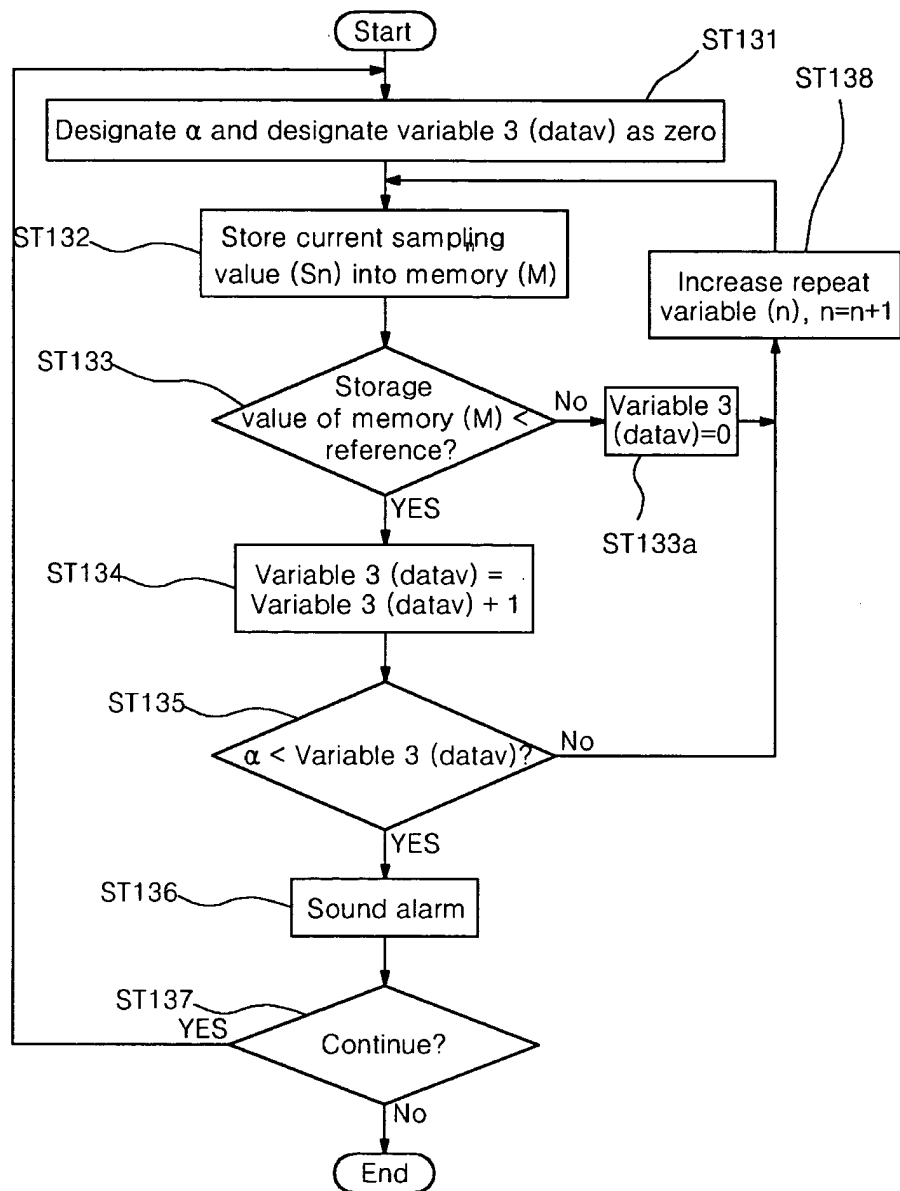 Start
ST131
Designate α and designate variable 3 (datav) as zero
ST138
ST132
Store current sampling
n
value (Sn) into memory (M)
Increase repeat
variable (n), n=n+1
ST133
Storage
value of memory (M) <
reference?
No
Variable 3
(datav)=0
YES
ST133a
ST134
Variable 3 (datav) =
Variable 3 (datav) + 1
ST135
α < Variable 3 (datav)?
No
YES
ST136
Sound alarm
ST137
YES
Continue?
No
End